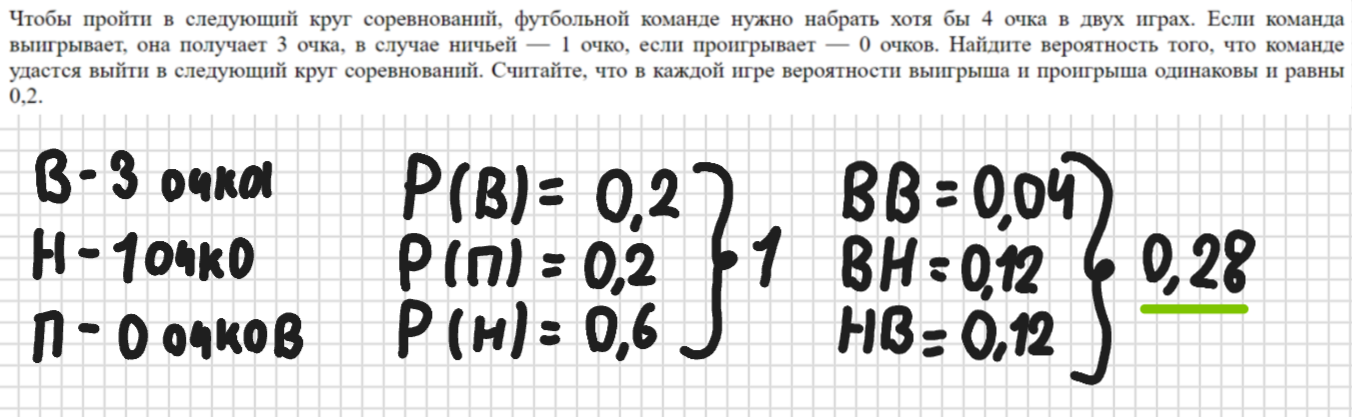 Чтобы пройти в следующий круг соревнований, футбольной команде нужно набрать хотя бы 4 очка в двух играх. Если команда
выигрывает, она получает 3 очка, в случае ничьей — 1 очко, если проигрывает — 0 очков. Найдите вероятность того, что команде
удастся выйти в следующий круг соревнований. Считайте, что в каждой игре вероятности выигрыша и проигрыша одинаковы и равны
0,2.
В - 3 очка
Н - 1 очко
П - 0 очков
Р(В) = 0,2
Р(П) = 0,2
Р(Н) = 0,6
1
ВВ = 0,04
ВН = 0,12
НВ = 0,12
0,28